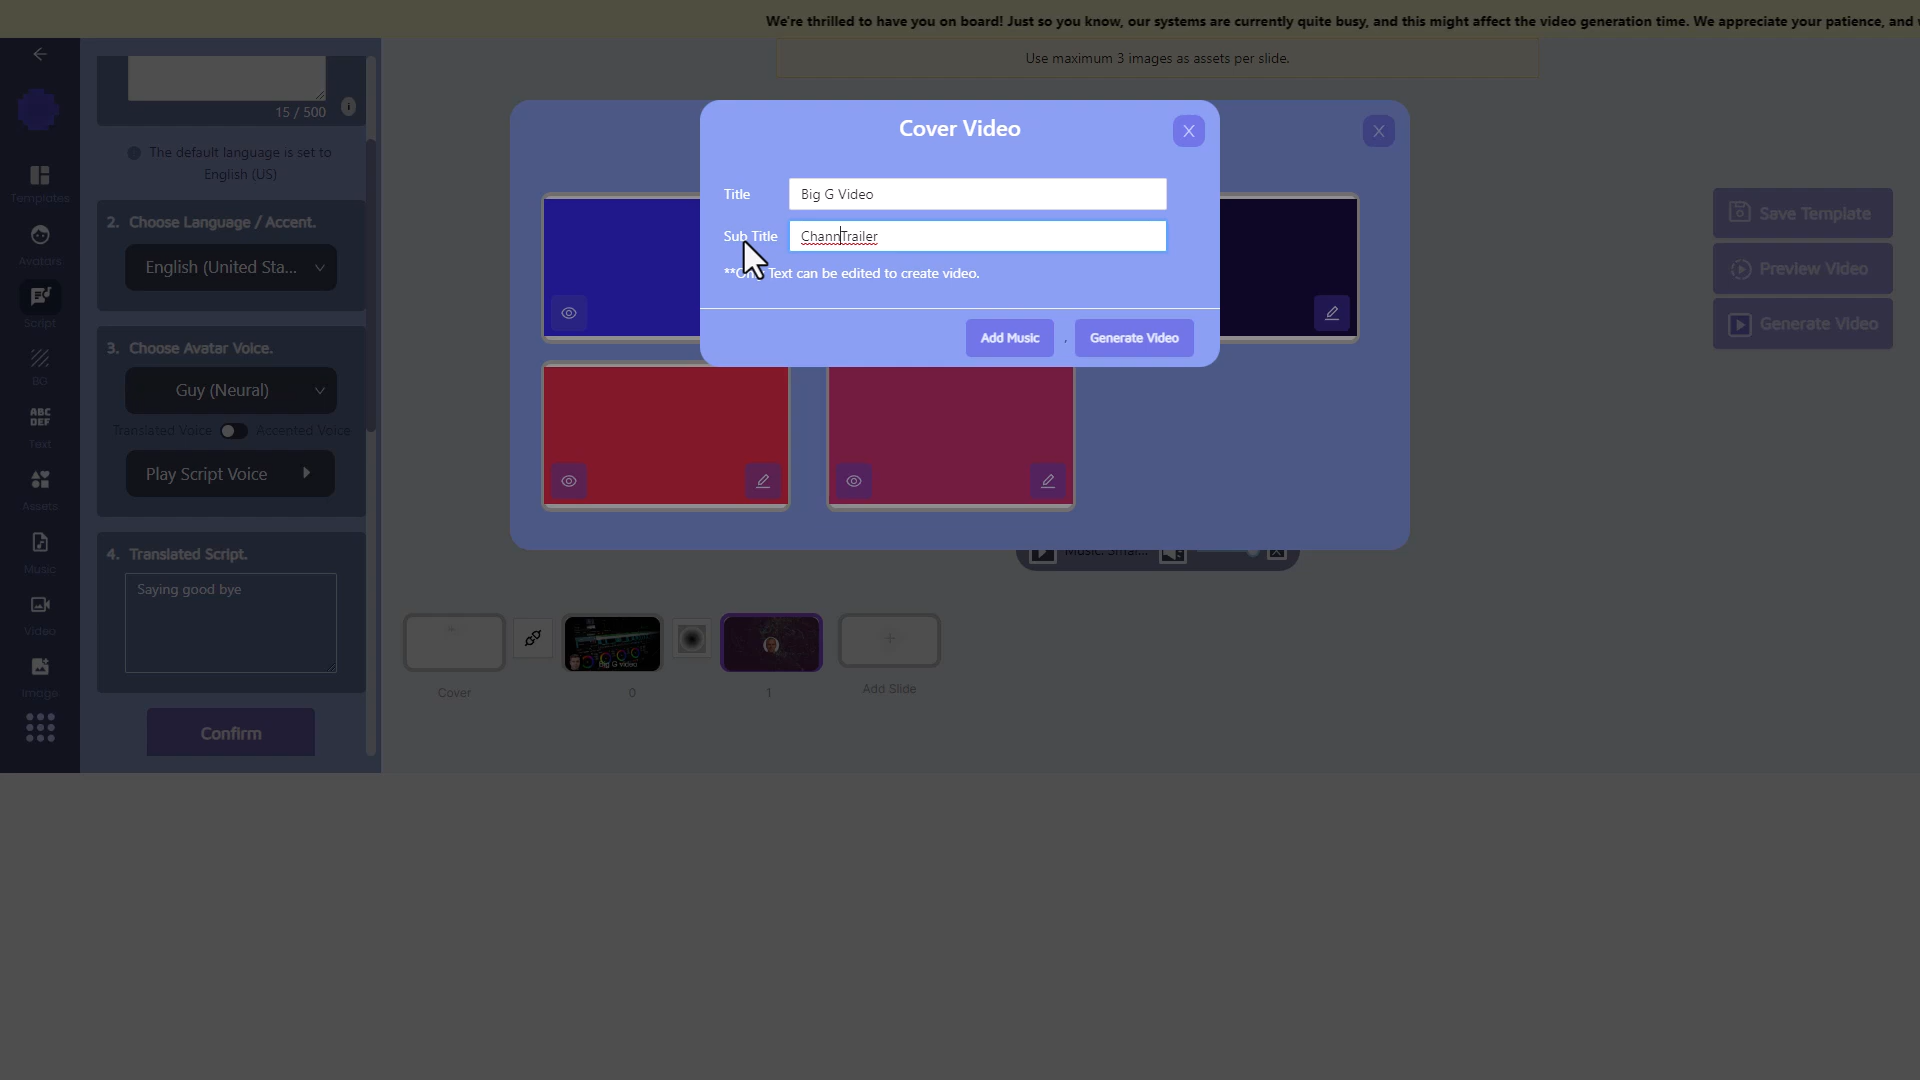 We're thrilled to have you on board! Just so you know, our systems are currently quite busy, and this might affect the video generation time. We appreciate your patience, and
Use maximum 3 images as assets per slide.
15 / 500
The default language is set to
English (US)
2. Choose Language / Accent.
English (United Sta...
3. Choose Avatar Voice.
Guy (Neural)
Translated Voice
Accented Voice
Play Script Voice
4. Translated Script.
Saying good bye
Confirm
Templates
Avatars
Script
BG
ABC
DEF
Text
Assets
Music
Video
Image
Cover Video
X
X
Title
Big G Video
Sub Title
ChannTrailer
Text can be edited to create video.
Add Music
,
Generate Video
Save Template
Preview Video
Generate Video
Music: Smar...
Big G Video
Cover
0
1
Add Slide